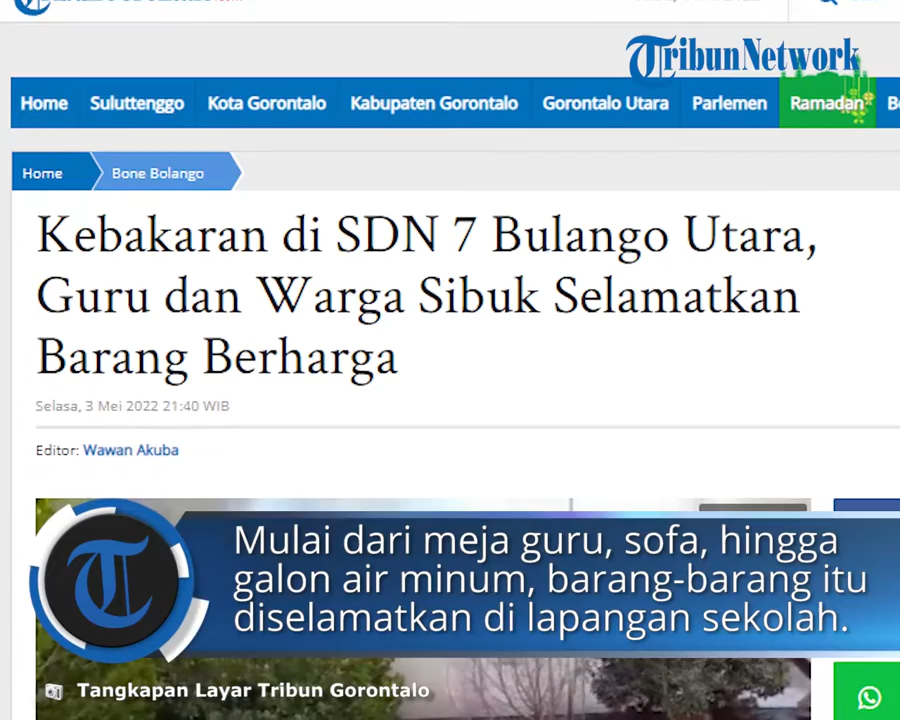 TribunNetwork
Home Suluttenggo Kota Gorontalo Kabupaten Gorontalo Gorontalo Utara Parlemen Ramadan
Home Bone Bolango
Kebakaran di SDN 7 Bulango Utara,
Guru dan Warga Sibuk Selamatkan
Barang Berharga
Selasa, 3 Mei 2022 21:40 WIB
Editor: Wawan Akuba
Mulai dari meja guru, sofa, hingga
galon air minum, barang-barang itu
diselamatkan di lapangan sekolah.
Tangkapan Layar Tribun Gorontalo